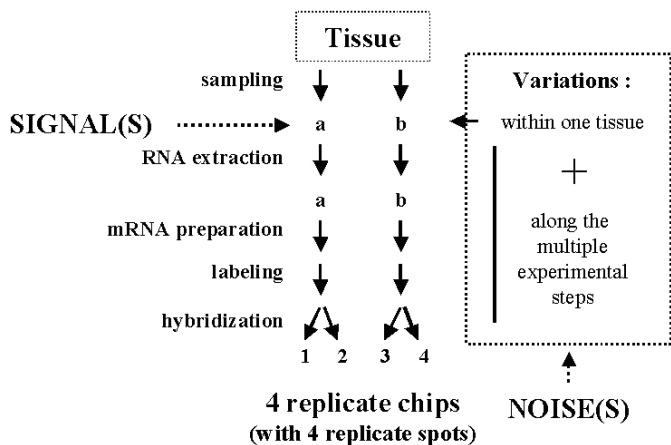 Tissue
sampling
Variations :
SIGNAL(S)
a b
within one tissue
RNA extraction
+
a b
mRNA preparation
along the
multiple
experimental
steps
labeling
hybridization
1 2 3 4
4 replicate chips
(with 4 replicate spots)
NOISE(S)